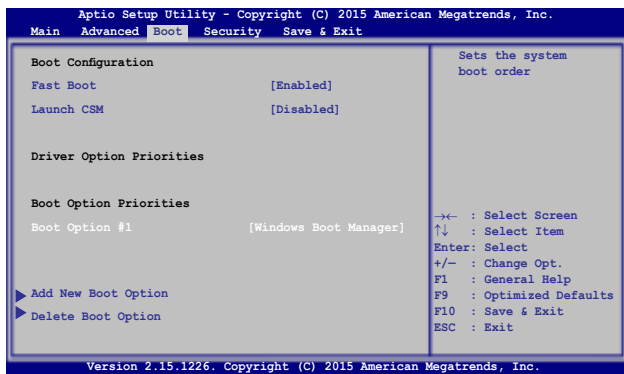 Aptio Setup Utility - Copyright (C) 2015 American Megatrends, Inc.
Main Advanced Boot Security Save & Exit
Boot Configuration
Fast Boot [Enabled]
Launch CSM [Disabled]
Driver Option Priorities
Boot Option Priorities
Boot Option #1 [Windows Boot Manager]
Add New Boot Option
Delete Boot Option
Sets the system
boot order
→← : Select Screen
↑↓ : Select Item
Enter: Select
+/— : Change Opt.
F1 : General Help
F9 : Optimized Defaults
F10 : Save & Exit
ESC : Exit
Version 2.15.1226. Copyright (C) 2015 American Megatrends, Inc.